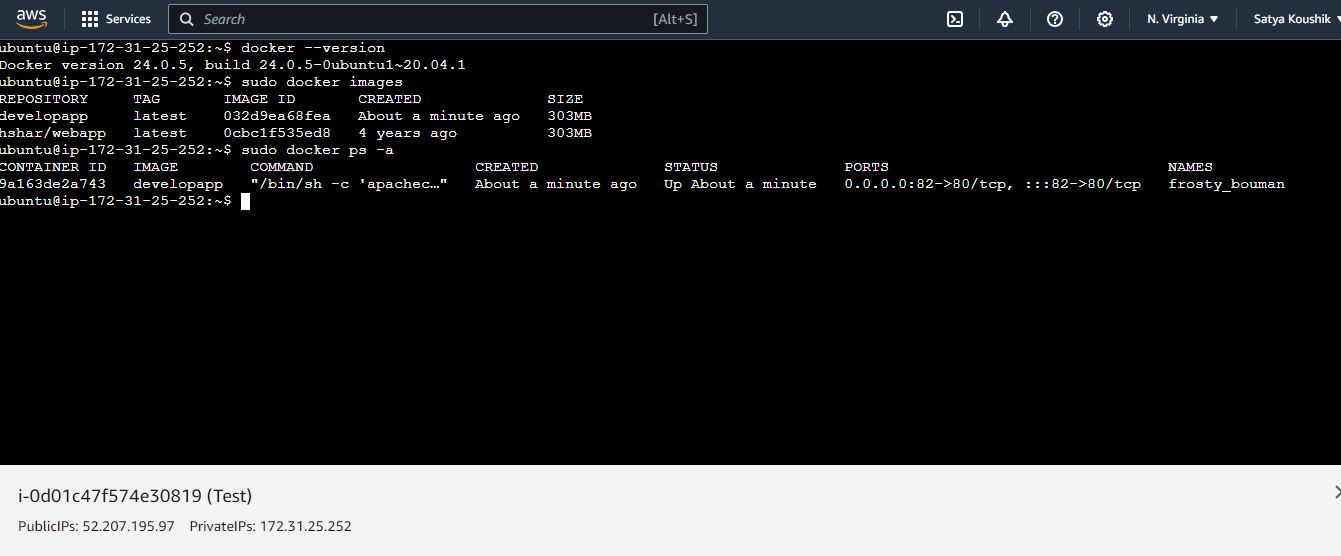 aws Services Search [Alt+S] N. Virginia Satya Koushik
ubuntu@ip-172-31-25-252:~$ docker --version
Docker version 24.0.5, build 24.0.5-0ubuntu1~20.04.1
ubuntu@ip-172-31-25-252:~$ sudo docker images
REPOSITORY TAG IMAGE ID CREATED SIZE
developapp latest 032d9ea68fea About a minute ago 303MB
hshar/webapp latest 0cbc1f535ed8 4 years ago 303MB
ubuntu@ip-172-31-25-252:~$ sudo docker ps -a
CONTAINER ID IMAGE COMMAND CREATED STATUS PORTS NAMES
9a163de2a743 developapp "/bin/sh -c 'apachec…" About a minute ago Up About a minute 0.0.0.0:82->80/tcp, :::82->80/tcp frosty_bouman
ubuntu@ip-172-31-25-252:~$
i-0d01c47f574e30819 (Test)
PublicIPs: 52.207.195.97 PrivateIPs: 172.31.25.252